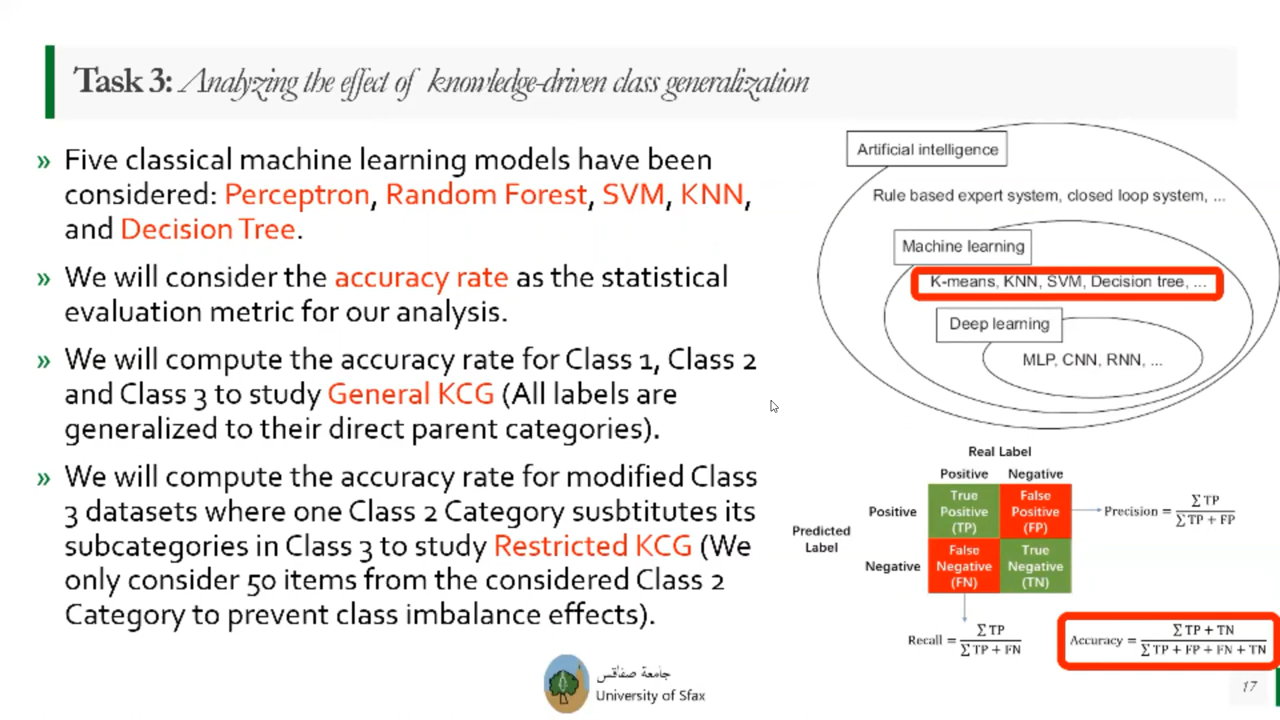 Task 3: Analyzing the effect of knowledge-driven class generalization
» Five classical machine learning models have been
considered: Perceptron, Random Forest, SVM, KNN,
and Decision Tree.
» We will consider the accuracy rate as the statistical
evaluation metric for our analysis.
» We will compute the accuracy rate for Class 1, Class 2
and Class 3 to study General KCG (All labels are
generalized to their direct parent categories).
» We will compute the accuracy rate for modified Class
3 datasets where one Class 2 Category susbtitutes its
subcategories in Class 3 to study Restricted KCG (We
only consider 50 items from the considered Class 2
Category to prevent class imbalance effects).
Artificial intelligence
Rule based expert system, closed loop system, ...
Machine learning
K-means, KNN, SVM, Decision tree, ...
Deep learning
MLP, CNN, RNN, ...
Real Label
Positive Negative
Predicted
Label
Positive
True
Positive
(TP)
False
Positive
(FP)
Precision = ∑ TP / ∑ TP + FP
Negative
False
Negative
(FN)
True
Negative
(TN)
Recall = ∑ TP / ∑ TP + FN
Accuracy = ∑ TP + TN / ∑ TP + FP + FN + TN
جامعة صفاقس
University of Sfax
17